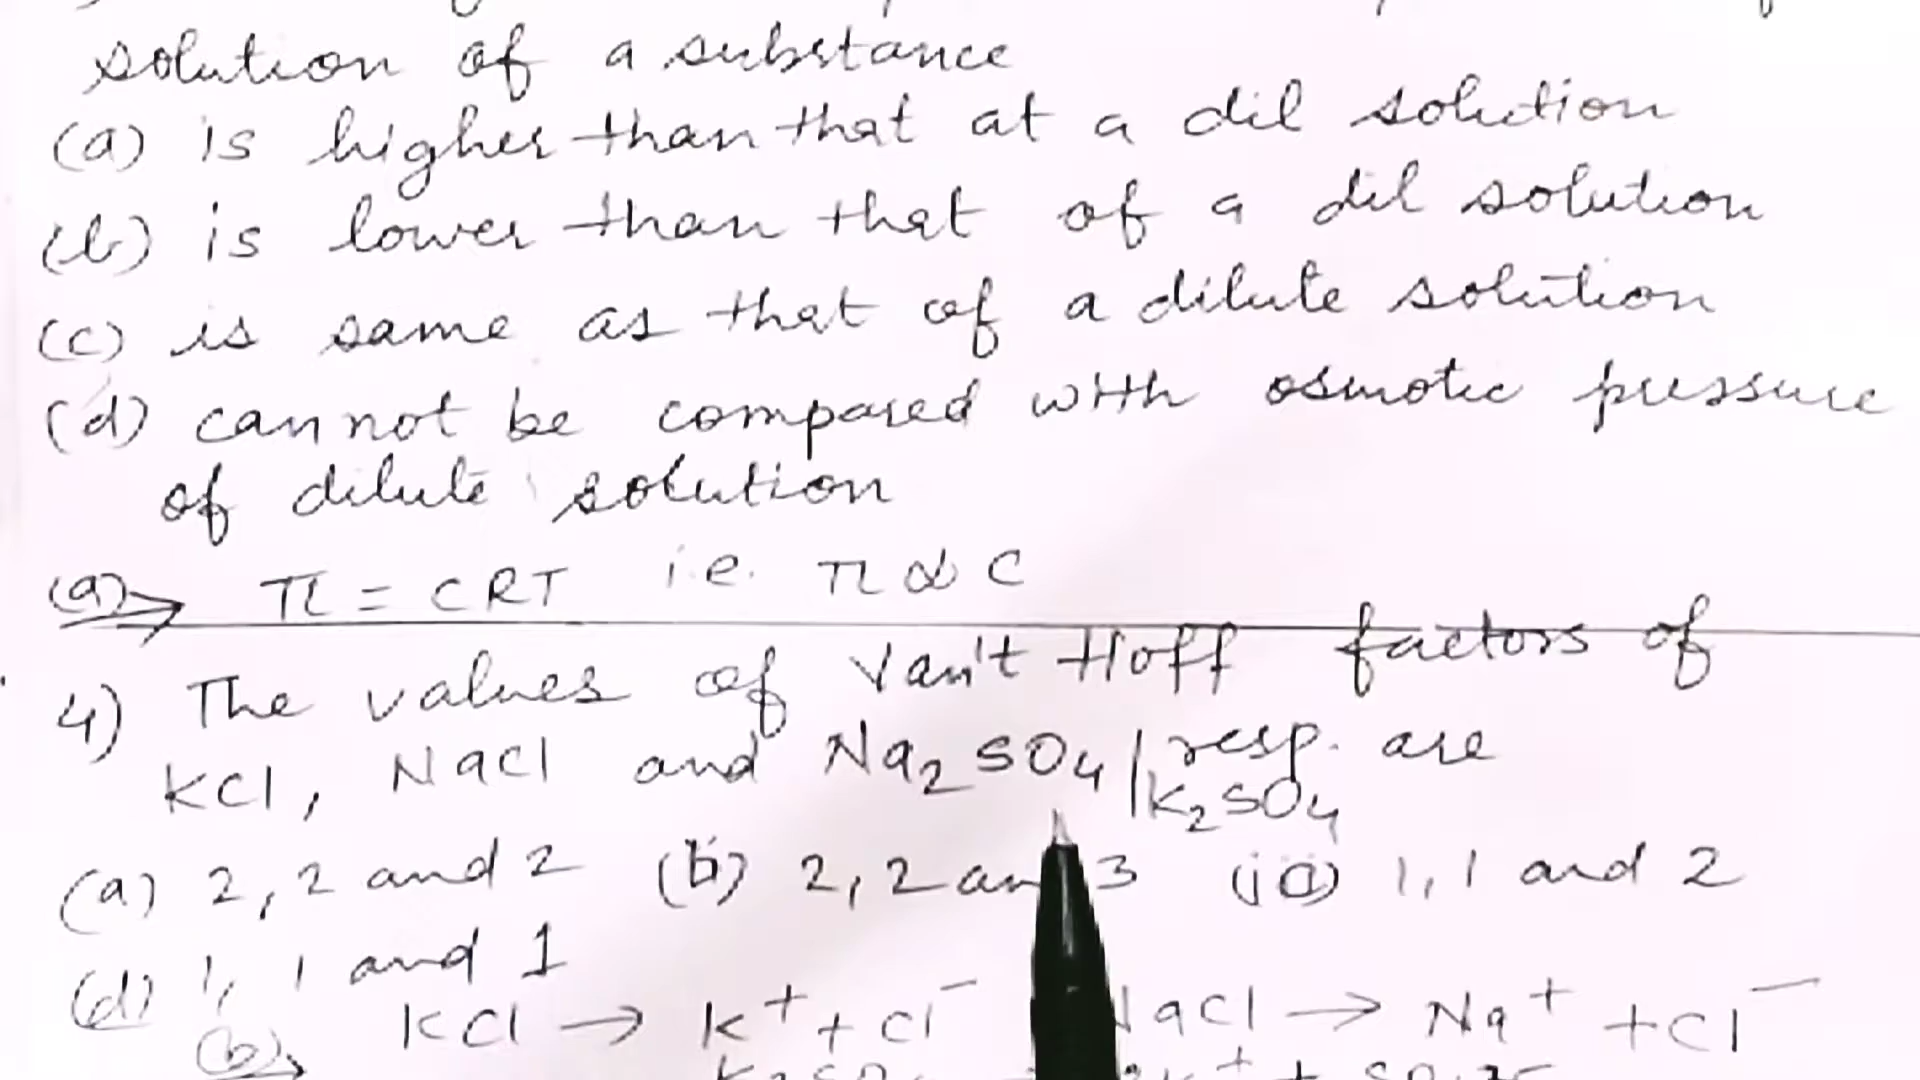 solution of a substance
(a) is higher than that at a dil solution
(b) is lower than that of a dil solution
(c) is same as that of a dilute solution
(d) cannot be compared with osmotic pressure
of dilute solution
(a)→ π = CRT i.e. π ∝ C
4) The values of Van't Hoff factors of
KCl, NaCl and Na2SO4/K2SO4 resp. are
(a) 2, 2 and 2 (b) 2, 2 an 3 (c) 1, 1 and 2
(d) 1, 1 and 1
(b)→ KCl → K+ + Cl- NaCl → Na+ + Cl-